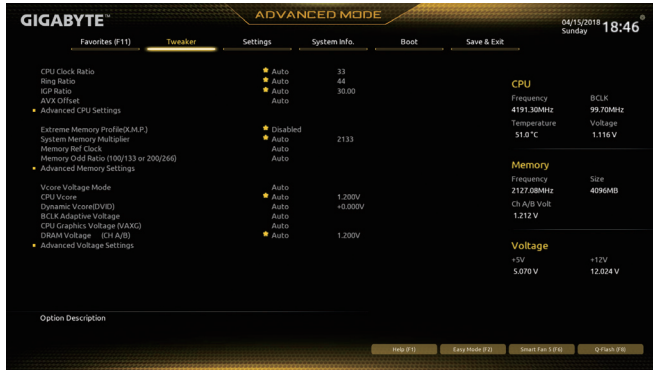 GIGABYTE™
ADVANCED MODE
04/15/2018 Sunday 18:46
Favorites (F11) Tweaker Settings System Info. Boot Save & Exit
CPU Clock Ratio Auto 33
Ring Ratio Auto 44
IGP Ratio Auto 30.00
AVX Offset Auto
Advanced CPU Settings
Extreme Memory Profile(X.M.P.) Disabled
System Memory Multiplier Auto 2133
Memory Ref Clock Auto
Memory Odd Ratio (100/133 or 200/266) Auto
Advanced Memory Settings
Vcore Voltage Mode Auto
CPU Vcore Auto 1.200V
Dynamic Vcore(DVID) Auto +0.000V
BCLK Adaptive Voltage Auto
CPU Graphics Voltage (VAXG) Auto
DRAM Voltage (CH A/B) Auto 1.200V
Advanced Voltage Settings
CPU
Frequency BCLK
4191.30MHz 99.70MHz
Temperature Voltage
51.0°C 1.116 V
Memory
Frequency Size
2127.08MHz 4096MB
Ch A/B Volt
1.212 V
Voltage
+5V +12V
5.070 V 12.024 V
Option Description
Help (F1) Easy Mode (F2) Smart Fan 5 (F6) Q-Flash (F8)